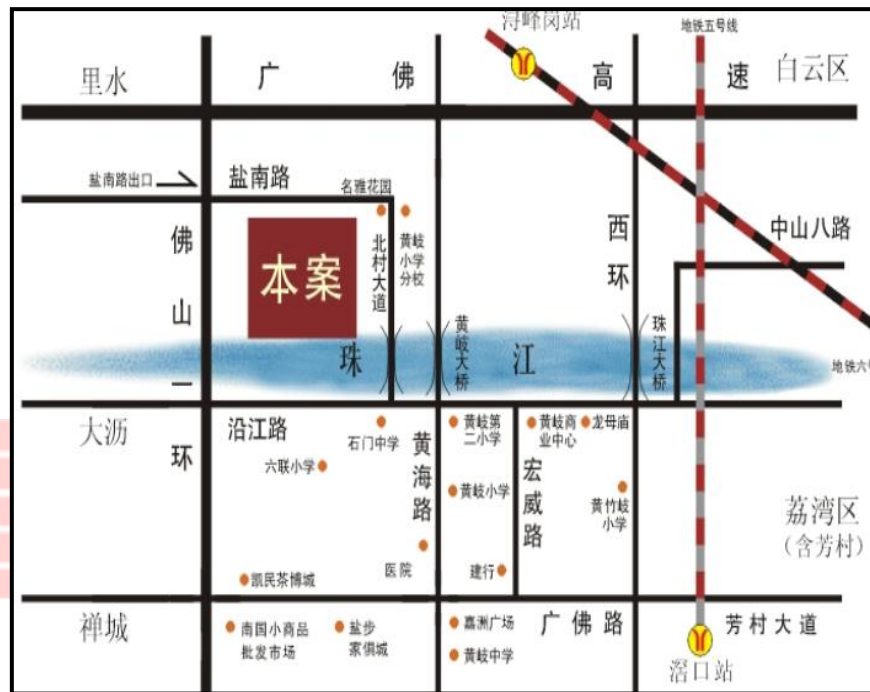 浔峰岗站
地铁五号线
里水
广佛高速
白云区
盐南路出口
盐南路
名雅花园
中山八路
佛山一环
本案
北村大道
黄岐
小学
分校
西环
珠江
黄岐大桥
珠江大桥
地铁六号
大沥
沿江路
石门中学
黄海路
黄岐第
二小学
黄岐商
业中心
龙母庙
六联小学
黄岐小学
宏威路
黄竹岐
小学
荔湾区
(含芳村)
医院
建行
凯民茶博城
禅城
南国小商品
批发市场
盐步
家俱城
嘉洲广场
黄岐中学
广佛路
芳村大道
滘口站